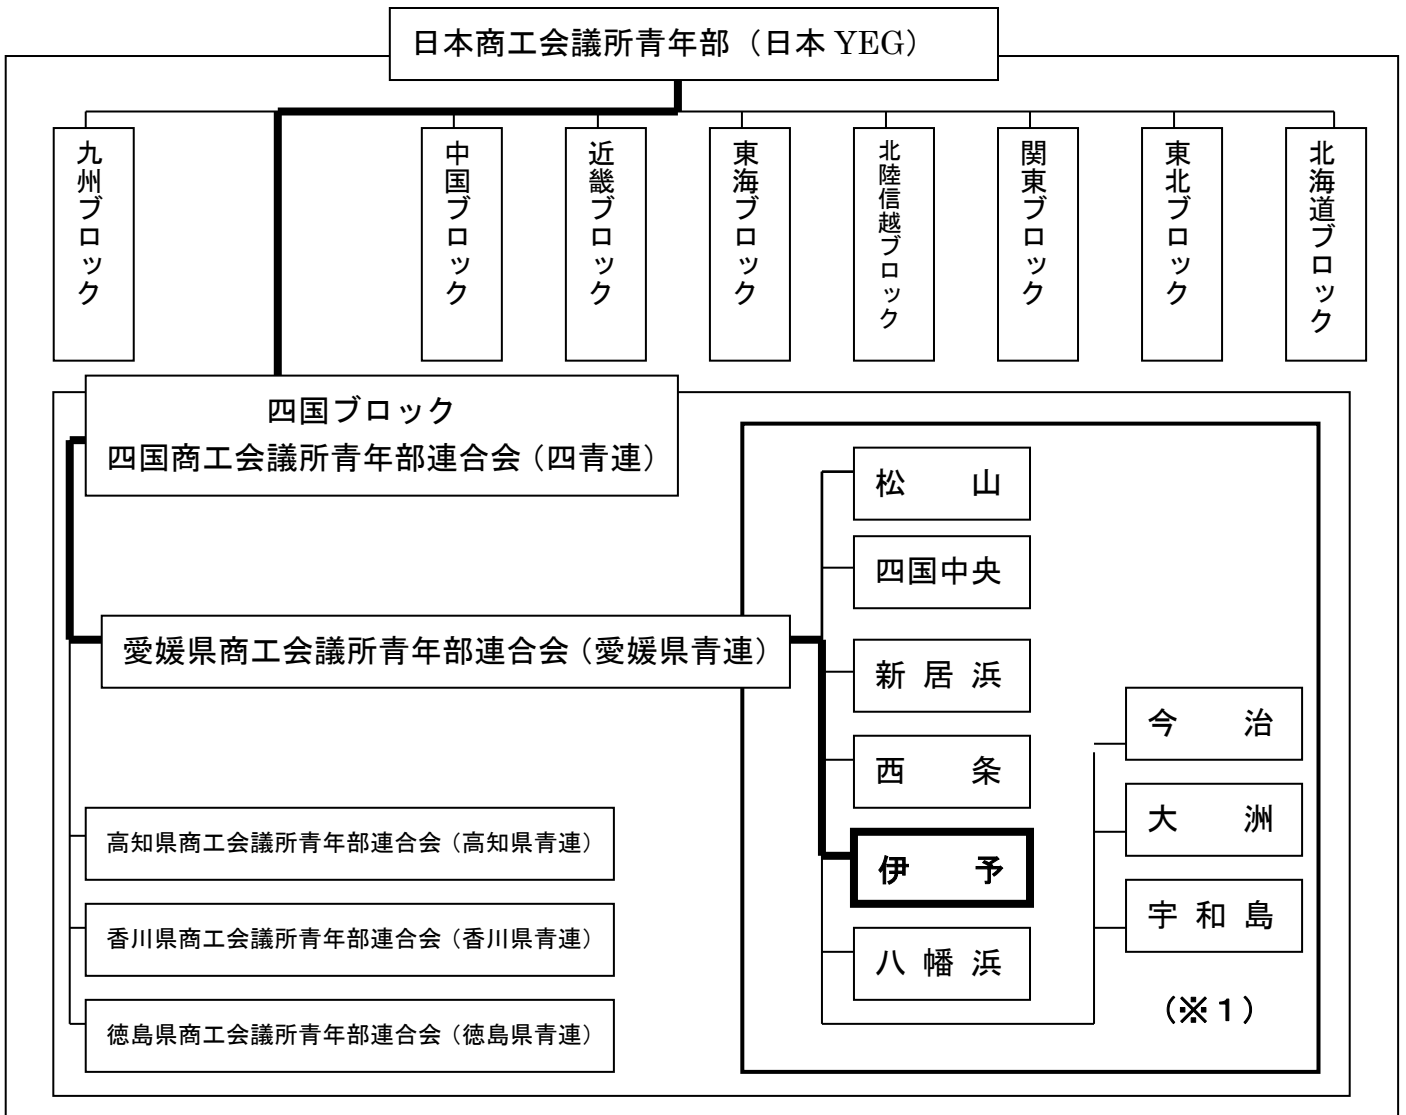 日本商工会議所青年部（日本 YEG）
九州ブロック
中国ブロック
近畿ブロック
東海ブロック
北陸信越ブロック
関東ブロック
東北ブロック
北海道ブロック
四国ブロック
四国商工会議所青年部連合会（四青連）
愛媛県商工会議所青年部連合会（愛媛県青連）
高知県商工会議所青年部連合会（高知県青連）
香川県商工会議所青年部連合会（香川県青連）
徳島県商工会議所青年部連合会（徳島県青連）
松　　山
四国中央
新 居 浜
西　　条
伊　　予
八 幡 浜
今　　治
大　　洲
宇 和 島
（※１）